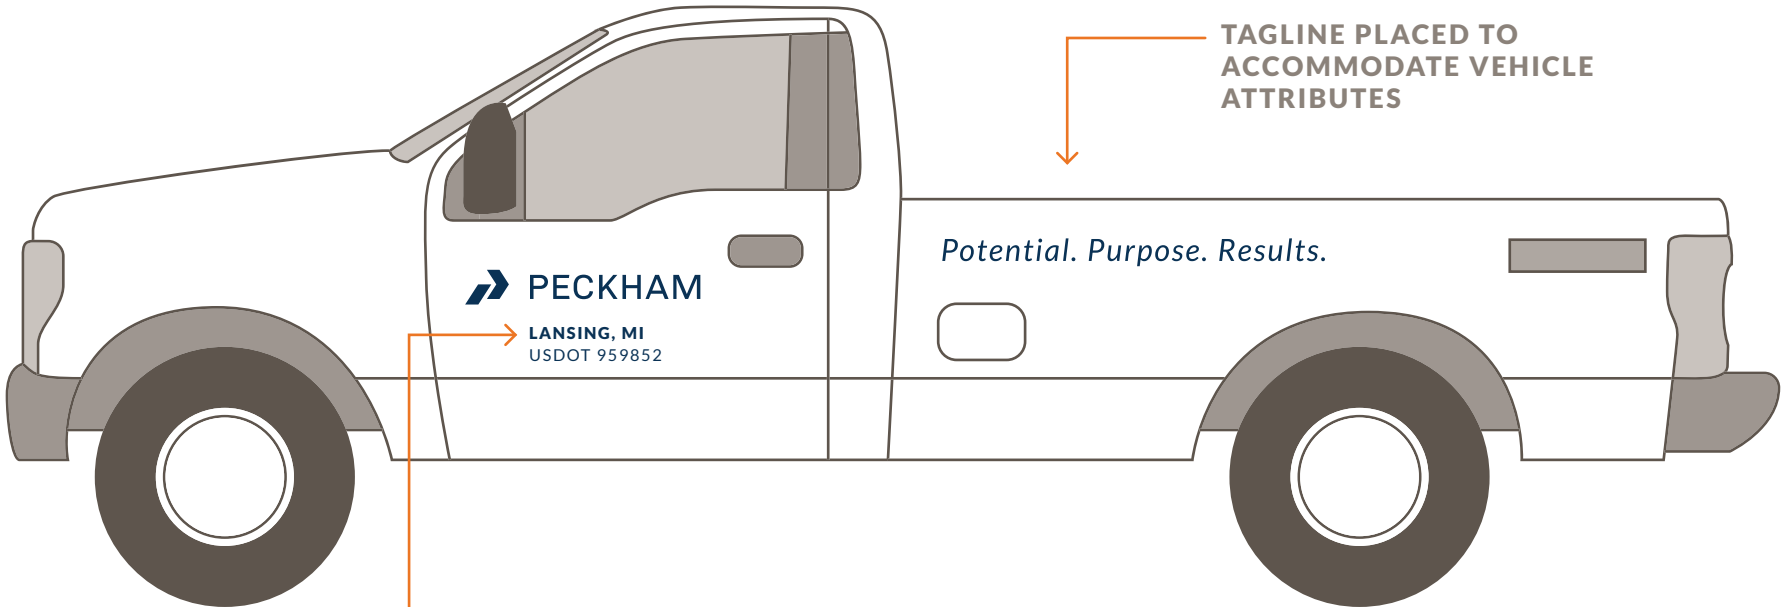 TAGLINE PLACED TO
ACCOMMODATE VEHICLE
ATTRIBUTES
Potential. Purpose. Results.
PECKHAM
LANSING, MI
USDOT 959852